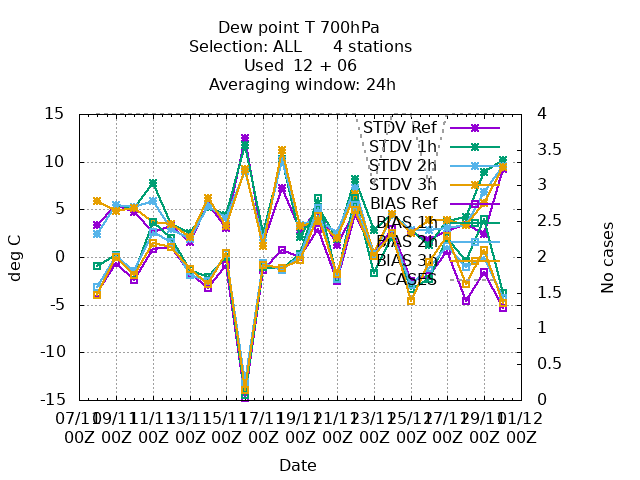 Dew point T 700hPa
Selection: ALL 4 stations
Used 12 + 06
Averaging window: 24h
deg C
15
10
5
0
-5
-10
-15
STDV Ref
STDV 1h
STDV 2h
STDV 3h
BIAS Ref
BIAS 1h
BIAS 2h
BIAS 3h
CASES
4
3.5
3
2.5
2
1.5
1
0.5
0
No cases
07/11 09/11 11/11 13/11 15/11 17/11 19/11 21/11 23/11 25/11 27/11 29/11 01/12
00Z 00Z 00Z 00Z 00Z 00Z 00Z 00Z 00Z 00Z 00Z 00Z 00Z
Date